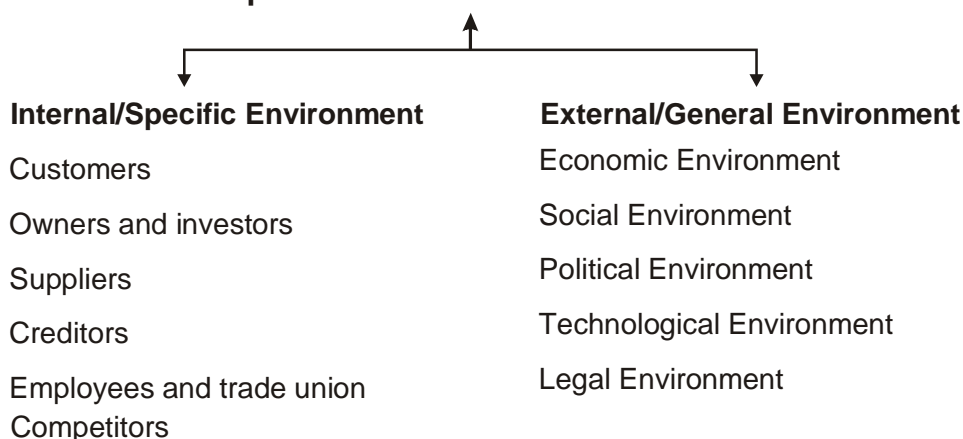 Internal/Specific Environment
Customers
Owners and investors
Suppliers
Creditors
Employees and trade union
Competitors
External/General Environment
Economic Environment
Social Environment
Political Environment
Technological Environment
Legal Environment